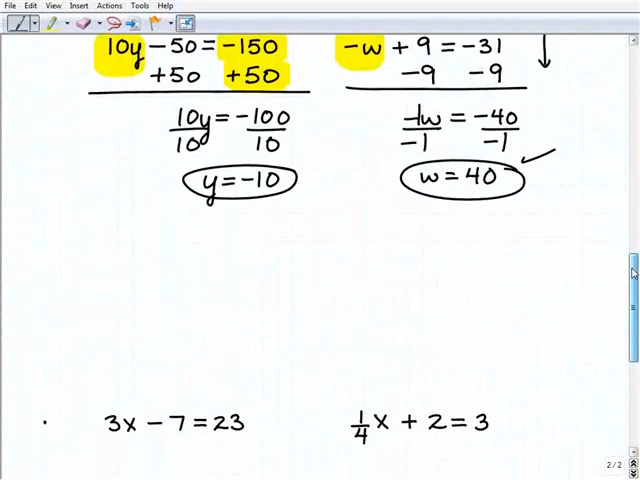 File Edit View Insert Actions Tools Help
10y − 50 = −150
+50 +50
10y = −100
10 10
y = −10
−w + 9 = −31
−9 −9
−1w = −40
−1 −1
w = 40
3x − 7 = 23
1/4 x + 2 = 3
2/2